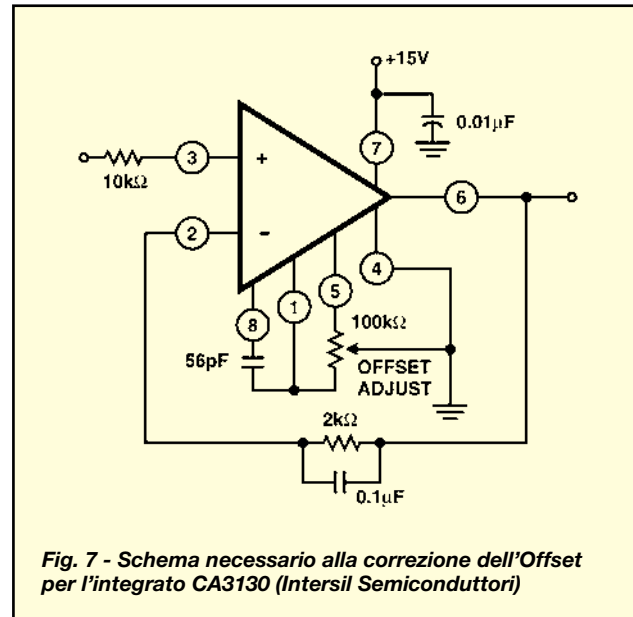 +15V
0.01µF
7
3
+
10kΩ
6
2
-
4
5
1
8
100kΩ
56pF
OFFSET
ADJUST
2kΩ
0.1µF
Fig. 7 - Schema necessario alla correzione dell'Offset
per l'integrato CA3130 (Intersil Semiconduttori)